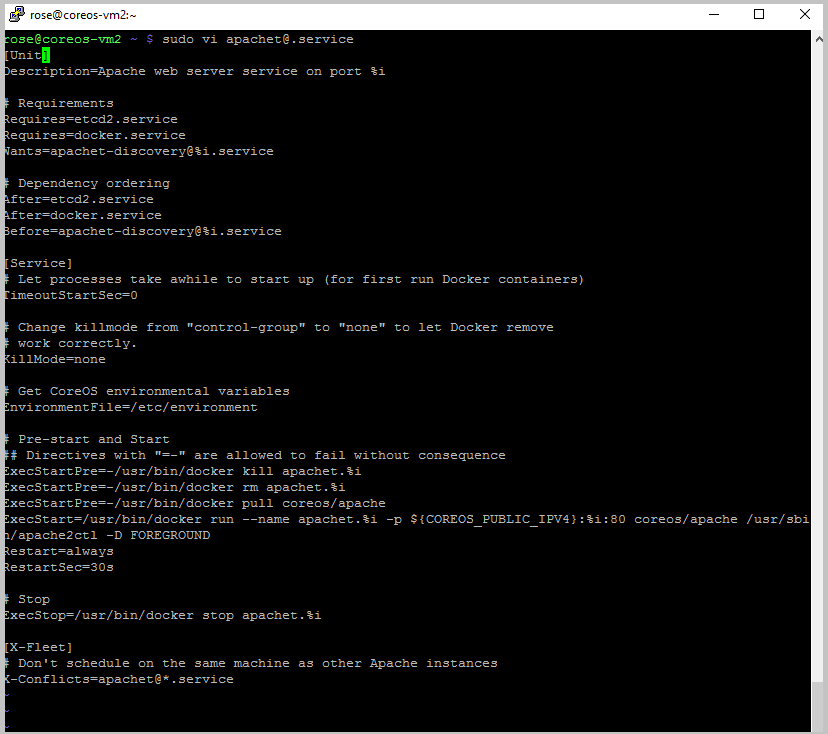 rose@coreos-vm2:~
rose@coreos-vm2 ~ $ sudo vi apachet@.service
[Unit]
Description=Apache web server service on port %i
# Requirements
Requires=etcd2.service
Requires=docker.service
Wants=apachet-discovery@%i.service
# Dependency ordering
After=etcd2.service
After=docker.service
Before=apachet-discovery@%i.service
[Service]
# Let processes take awhile to start up (for first run Docker containers)
TimeoutStartSec=0
# Change killmode from "control-group" to "none" to let Docker remove
# work correctly.
KillMode=none
# Get CoreOS environmental variables
EnvironmentFile=/etc/environment
# Pre-start and Start
## Directives with "=-" are allowed to fail without consequence
ExecStartPre=-/usr/bin/docker kill apachet.%i
ExecStartPre=-/usr/bin/docker rm apachet.%i
ExecStartPre=-/usr/bin/docker pull coreos/apache
ExecStart=/usr/bin/docker run --name apachet.%i -p ${COREOS_PUBLIC_IPV4}:%i:80 coreos/apache /usr/sbi
n/apache2ctl -D FOREGROUND
Restart=always
RestartSec=30s
# Stop
ExecStop=/usr/bin/docker stop apachet.%i
[X-Fleet]
# Don't schedule on the same machine as other Apache instances
X-Conflicts=apachet@*.service
~
~
~